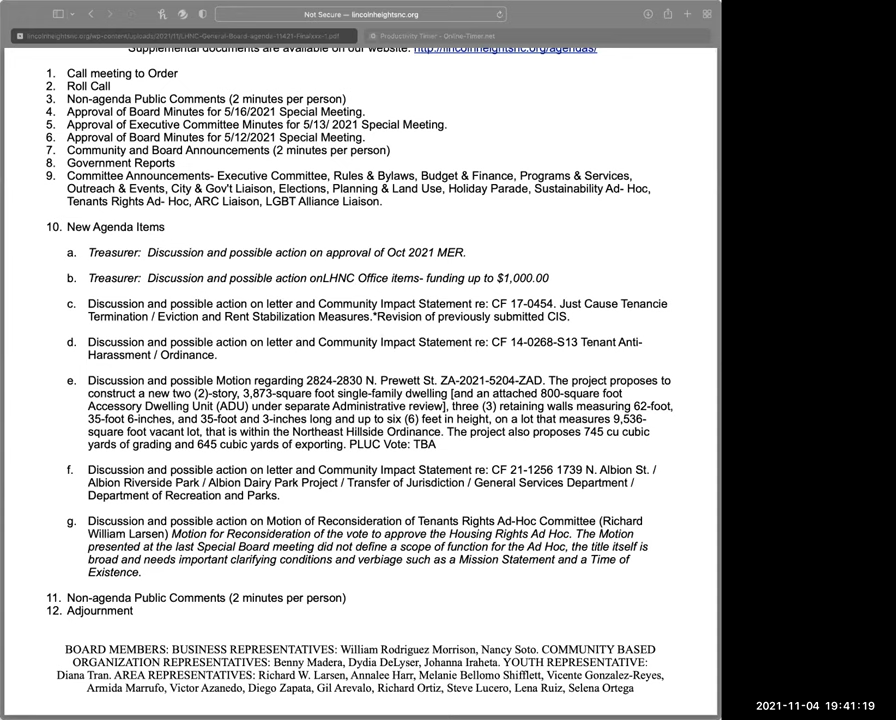 Not Secure — lincolnheightsnc.org
lincolnheightsnc.org/wp-content/uploads/2021/11/LHNC-General-Board-agenda-11421-Finalxxx-1.pdf
Productivity Timer - Online-Timer.net
Supplemental documents are available on our website: http://lincolnheightsnc.org/agendas/
1. Call meeting to Order
2. Roll Call
3. Non-agenda Public Comments (2 minutes per person)
4. Approval of Board Minutes for 5/16/2021 Special Meeting.
5. Approval of Executive Committee Minutes for 5/13/ 2021 Special Meeting.
6. Approval of Board Minutes for 5/12/2021 Special Meeting.
7. Community and Board Announcements (2 minutes per person)
8. Government Reports
9. Committee Announcements- Executive Committee, Rules & Bylaws, Budget & Finance, Programs & Services,
Outreach & Events, City & Gov't Liaison, Elections, Planning & Land Use, Holiday Parade, Sustainability Ad- Hoc,
Tenants Rights Ad- Hoc, ARC Liaison, LGBT Alliance Liaison.
10. New Agenda Items
a. Treasurer: Discussion and possible action on approval of Oct 2021 MER.
b. Treasurer: Discussion and possible action onLHNC Office items- funding up to $1,000.00
c. Discussion and possible action on letter and Community Impact Statement re: CF 17-0454. Just Cause Tenancie
Termination / Eviction and Rent Stabilization Measures.*Revision of previously submitted CIS.
d. Discussion and possible action on letter and Community Impact Statement re: CF 14-0268-S13 Tenant Anti-
Harassment / Ordinance.
e. Discussion and possible Motion regarding 2824-2830 N. Prewett St. ZA-2021-5204-ZAD. The project proposes to
construct a new two (2)-story, 3,873-square foot single-family dwelling [and an attached 800-square foot
Accessory Dwelling Unit (ADU) under separate Administrative review], three (3) retaining walls measuring 62-foot,
35-foot 6-inches, and 35-foot and 3-inches long and up to six (6) feet in height, on a lot that measures 9,536-
square foot vacant lot, that is within the Northeast Hillside Ordinance. The project also proposes 745 cu cubic
yards of grading and 645 cubic yards of exporting. PLUC Vote: TBA
f. Discussion and possible action on letter and Community Impact Statement re: CF 21-1256 1739 N. Albion St. /
Albion Riverside Park / Albion Dairy Park Project / Transfer of Jurisdiction / General Services Department /
Department of Recreation and Parks.
g. Discussion and possible action on Motion of Reconsideration of Tenants Rights Ad-Hoc Committee (Richard
William Larsen) Motion for Reconsideration of the vote to approve the Housing Rights Ad Hoc. The Motion
presented at the last Special Board meeting did not define a scope of function for the Ad Hoc, the title itself is
broad and needs important clarifying conditions and verbiage such as a Mission Statement and a Time of
Existence.
11. Non-agenda Public Comments (2 minutes per person)
12. Adjournment
BOARD MEMBERS: BUSINESS REPRESENTATIVES: William Rodriguez Morrison, Nancy Soto. COMMUNITY BASED
ORGANIZATION REPRESENTATIVES: Benny Madera, Dydia DeLyser, Johanna Iraheta. YOUTH REPRESENTATIVE:
Diana Tran. AREA REPRESENTATIVES: Richard W. Larsen, Annalee Harr, Melanie Bellomo Shifflett, Vicente Gonzalez-Reyes,
Armida Marrufo, Victor Azanedo, Diego Zapata, Gil Arevalo, Richard Ortiz, Steve Lucero, Lena Ruiz, Selena Ortega
2021-11-04 19:41:19